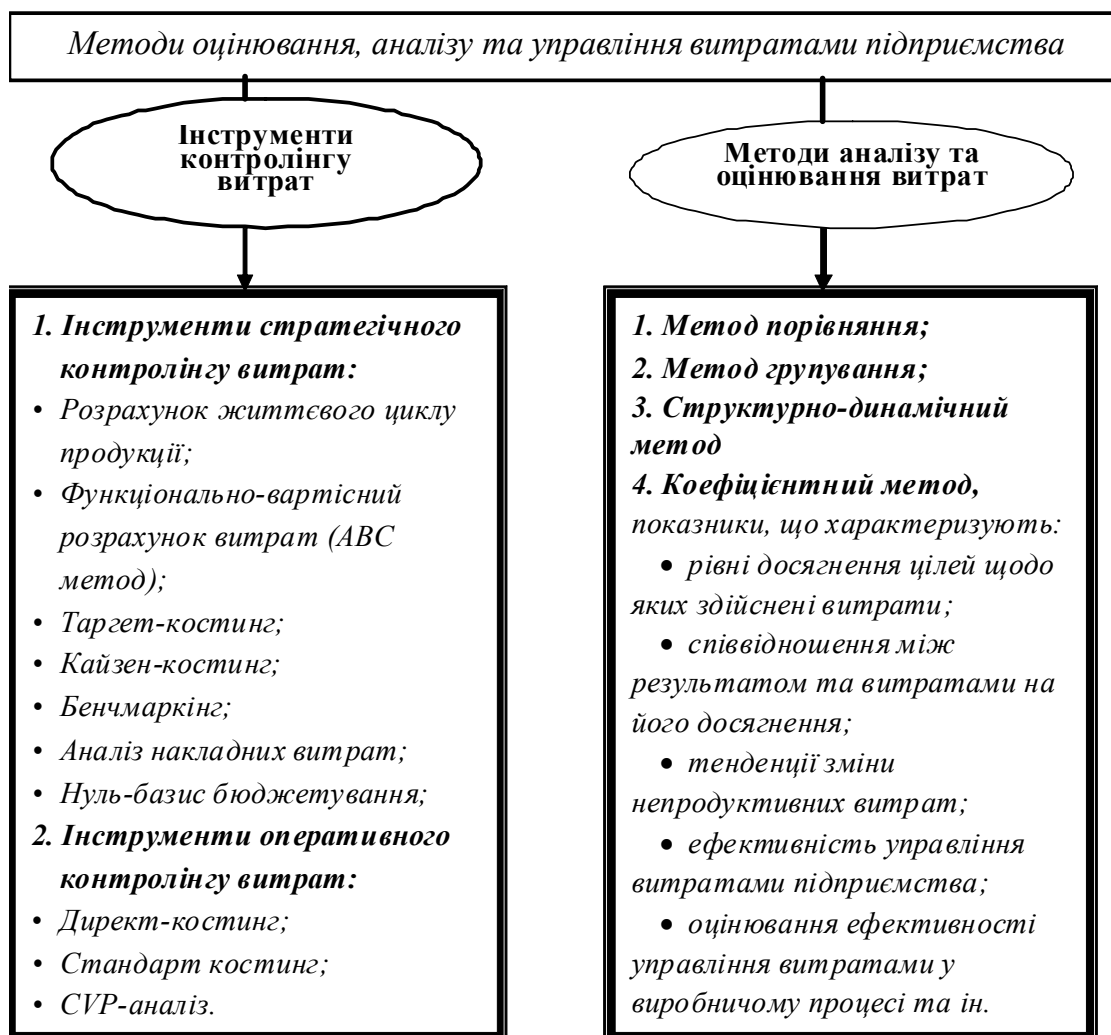 Методи оцінювання, аналізу та управління витратами підприємства
Інструменти
контролінгу
витрат
1. Інструменти стратегічного
контролінгу витрат:
• Розрахунок життєвого циклу
продукції;
• Функціонально-вартісний
розрахунок витрат (АВС
метод);
• Таргет-костинг;
• Кайзен-костинг;
• Бенчмаркінг;
• Аналіз накладних витрат;
• Нуль-базис бюджетування;
2. Інструменти оперативного
контролінгу витрат:
• Директ-костинг;
• Стандарт костинг;
• CVP-аналіз.
Методи аналізу та
оцінювання витрат
1. Метод порівняння;
2. Метод групування;
3. Структурно-динамічний
метод
4. Коефіцієнтний метод,
показники, що характеризують:
• рівні досягнення цілей щодо
яких здійснені витрати;
• співвідношення між
результатом та витратами на
його досягнення;
• тенденції зміни
непродуктивних витрат;
• ефективність управління
витратами підприємства;
• оцінювання ефективності
управління витратами у
виробничому процесі та ін.